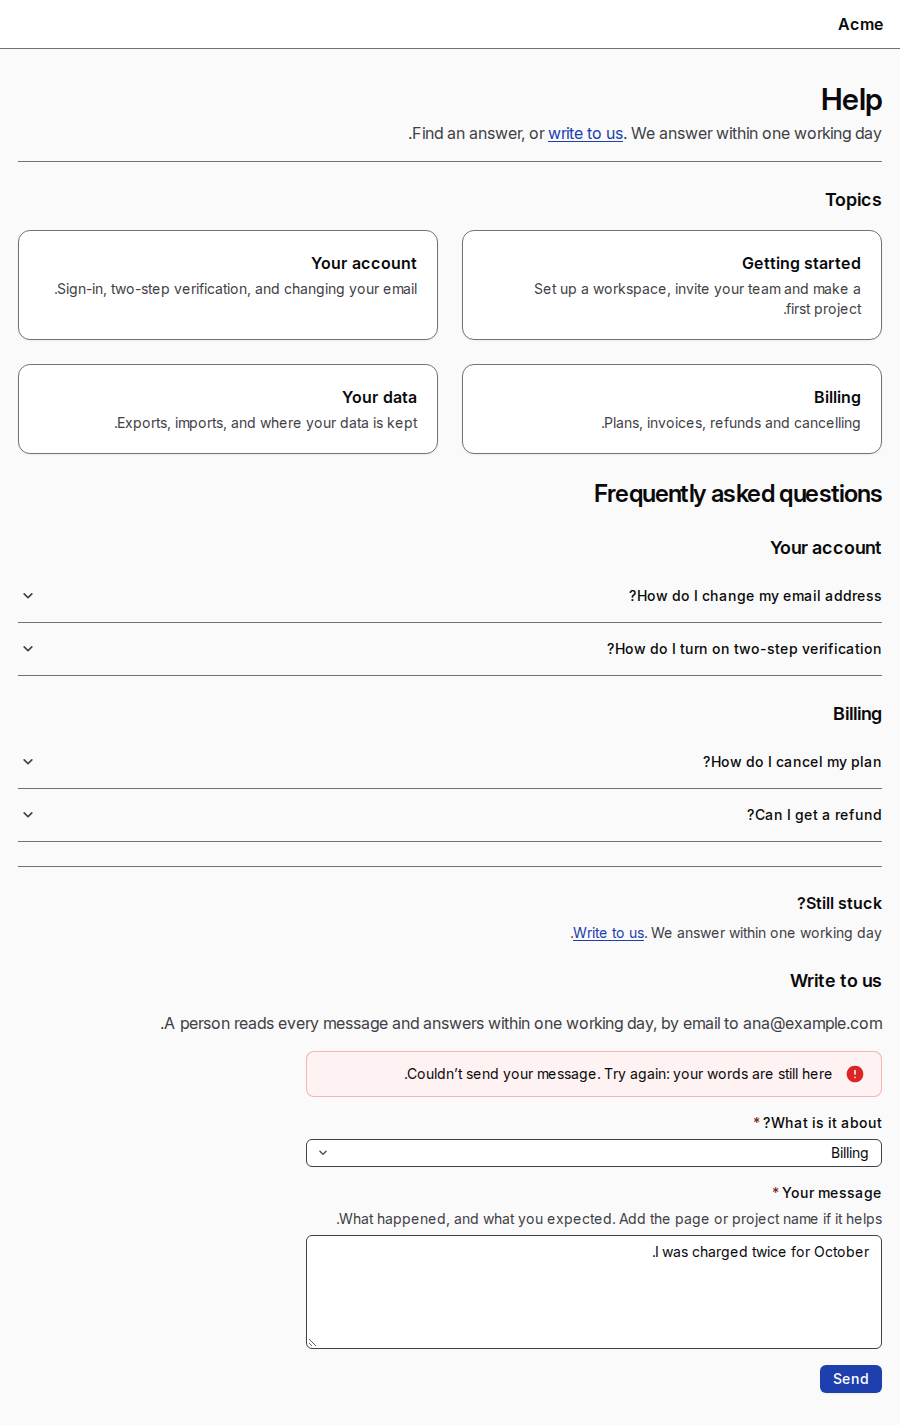 Acme
Help
.Find an answer, or write to us. We answer within one working day
Topics
Getting started
Set up a workspace, invite your team and make a
.first project
Your account
.Sign-in, two-step verification, and changing your email
Billing
.Plans, invoices, refunds and cancelling
Your data
.Exports, imports, and where your data is kept
Frequently asked questions
Your account
?How do I change my email address
?How do I turn on two-step verification
Billing
?How do I cancel my plan
?Can I get a refund
?Still stuck
.Write to us. We answer within one working day
Write to us
.A person reads every message and answers within one working day, by email to ana@example.com
.Couldn’t send your message. Try again: your words are still here
* ?What is it about
Billing
* Your message
.What happened, and what you expected. Add the page or project name if it helps
.I was charged twice for October
Send